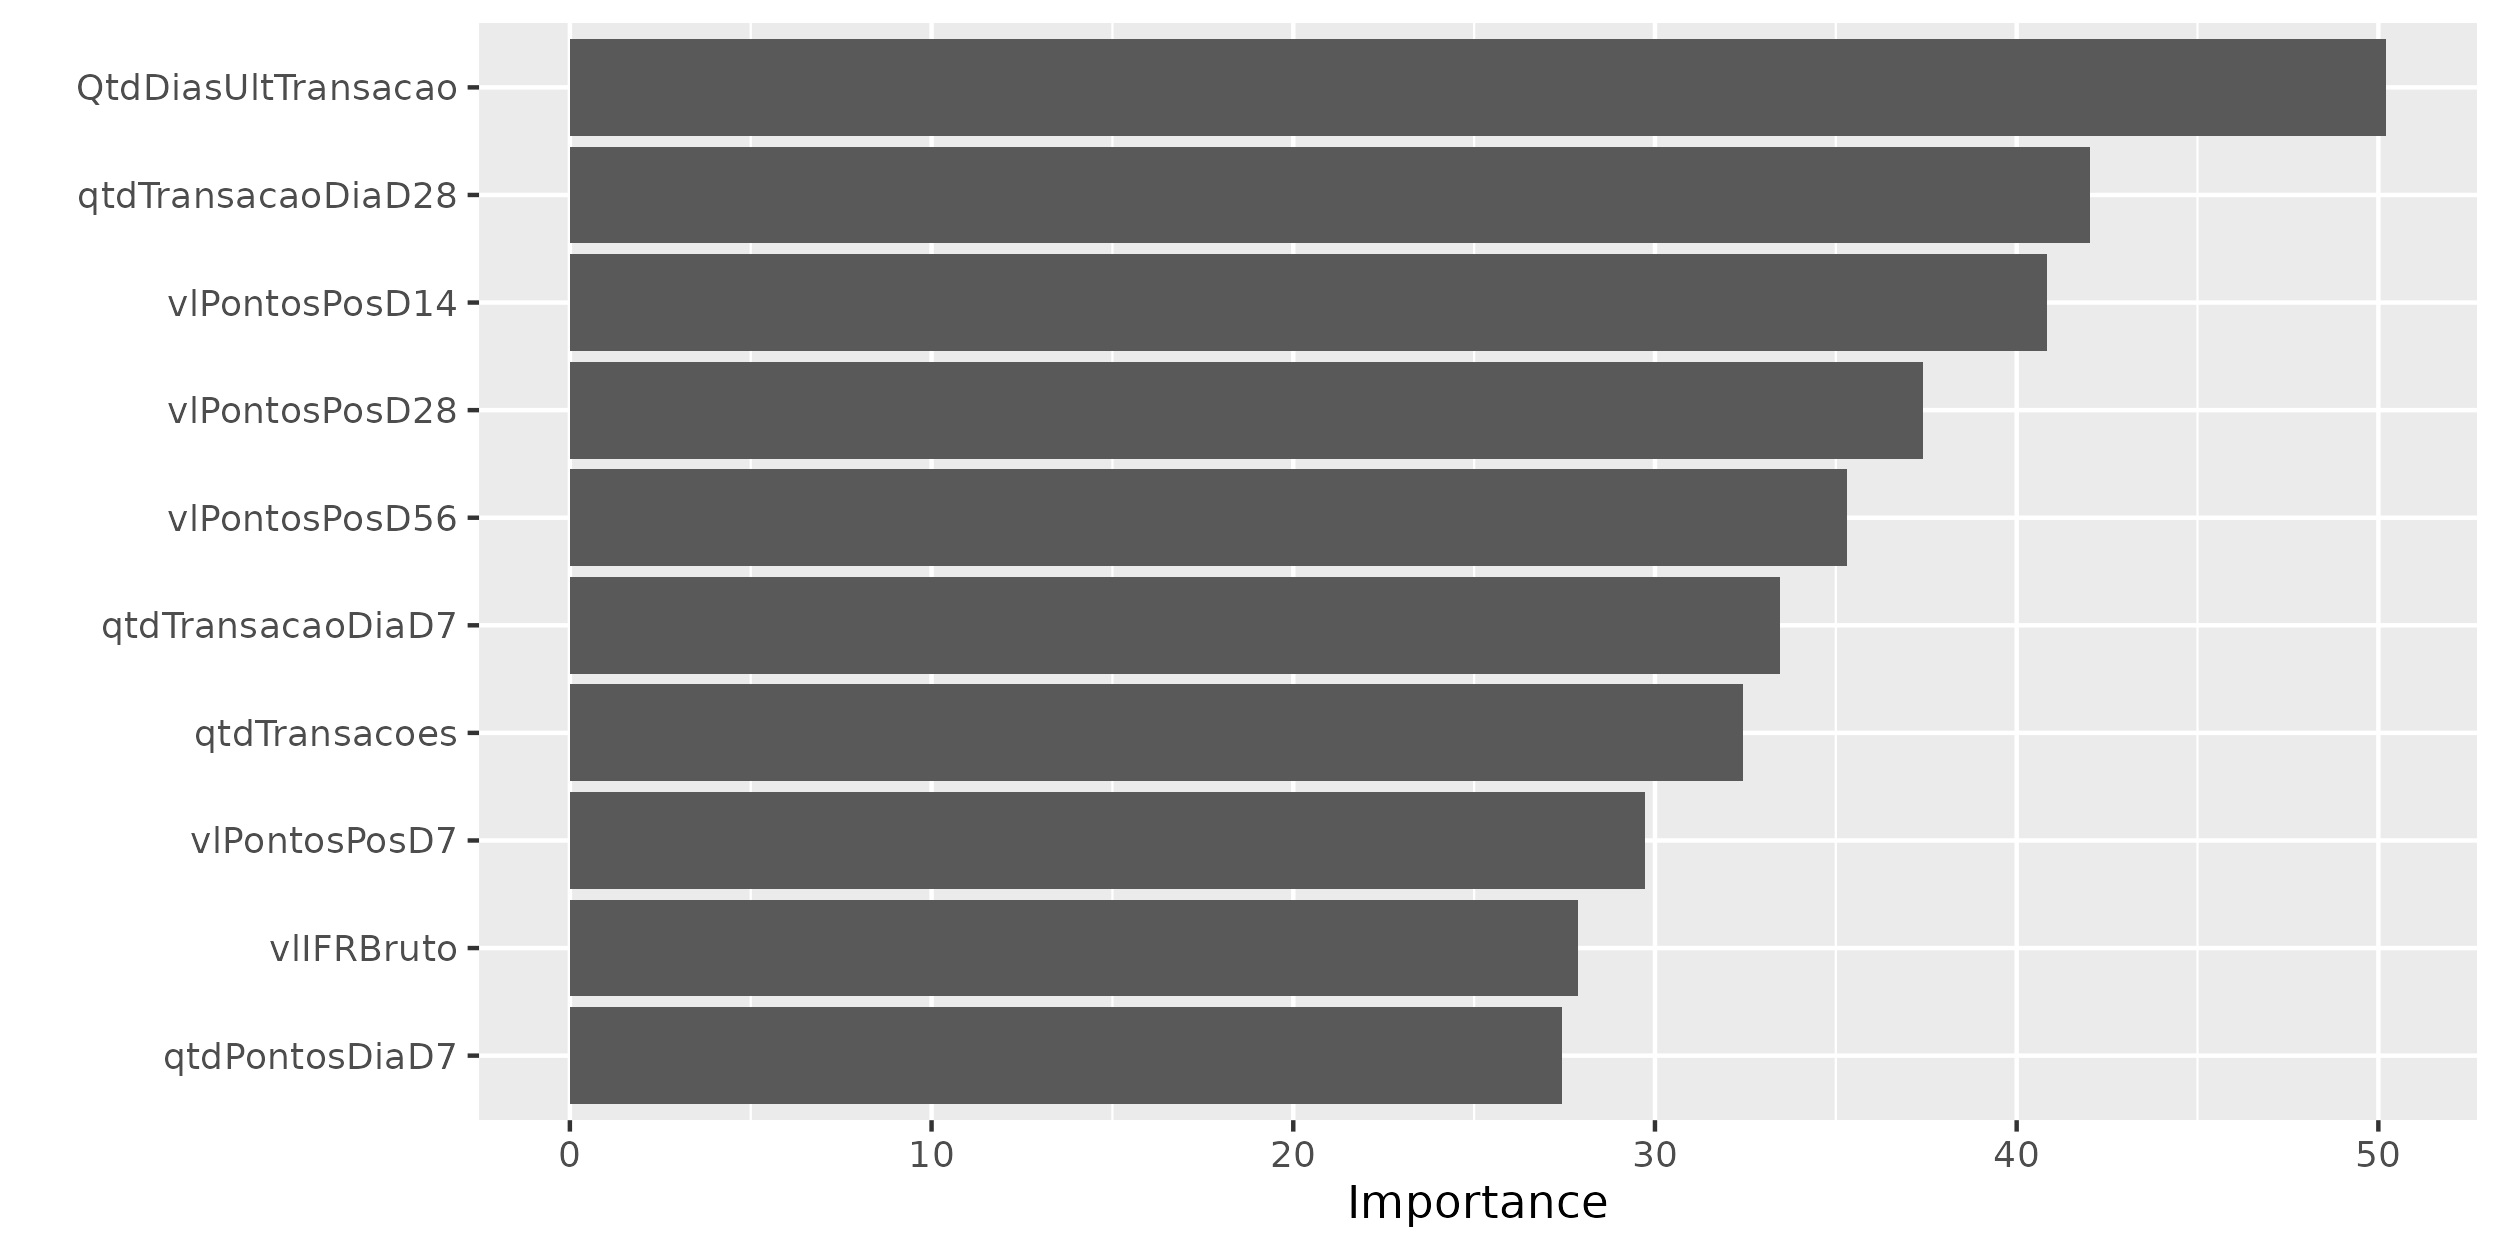 QtdDiasUltTransacao
qtdTransacaoDiaD28
vlPontosPosD14
vlPontosPosD28
vlPontosPosD56
qtdTransacaoDiaD7
qtdTransacoes
vlPontosPosD7
vlIFRBruto
qtdPontosDiaD7
0 10 20 30 40 50
Importance